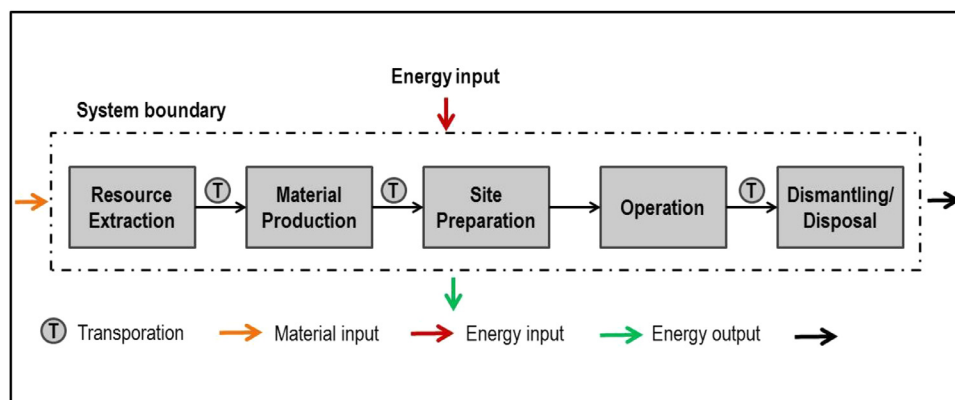 Energy input
System boundary
T
T
T
Resource
Extraction
Material
Production
Site
Preparation
Operation
Dismantling/
Disposal
T Transporation
Material input
Energy input
Energy output